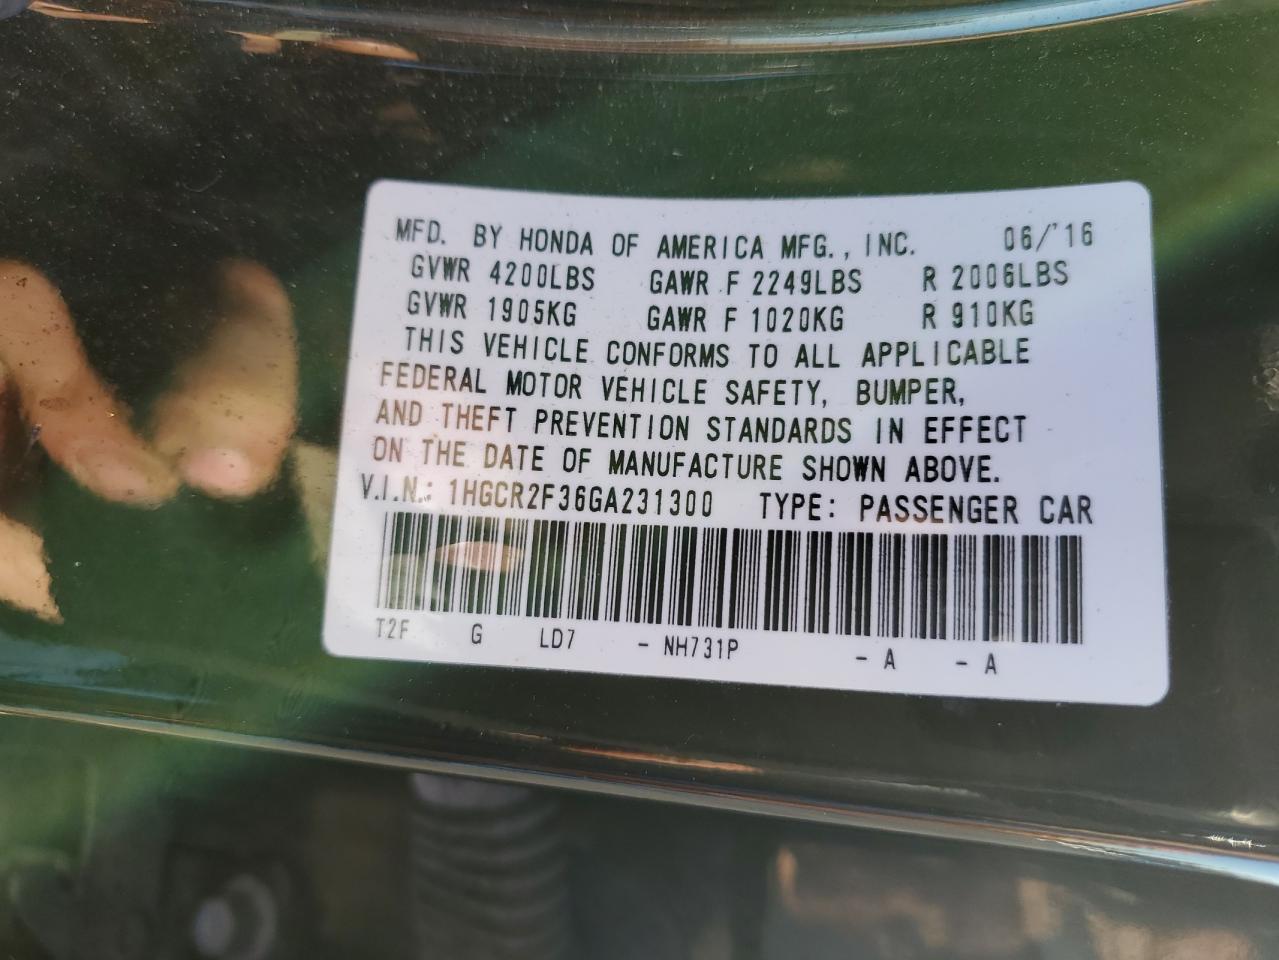 MFD. BY HONDA OF AMERICA MFG., INC. 06/'16
GVWR 4200LBS GAWR F 2249LBS R 2006LBS
GVWR 1905KG GAWR F 1020KG R 910KG
THIS VEHICLE CONFORMS TO ALL APPLICABLE
FEDERAL MOTOR VEHICLE SAFETY, BUMPER,
AND THEFT PREVENTION STANDARDS IN EFFECT
ON THE DATE OF MANUFACTURE SHOWN ABOVE.
V.I.N.: 1HGCR2F36GA231300 TYPE: PASSENGER CAR
T2F G LD7 - NH731P - A - A